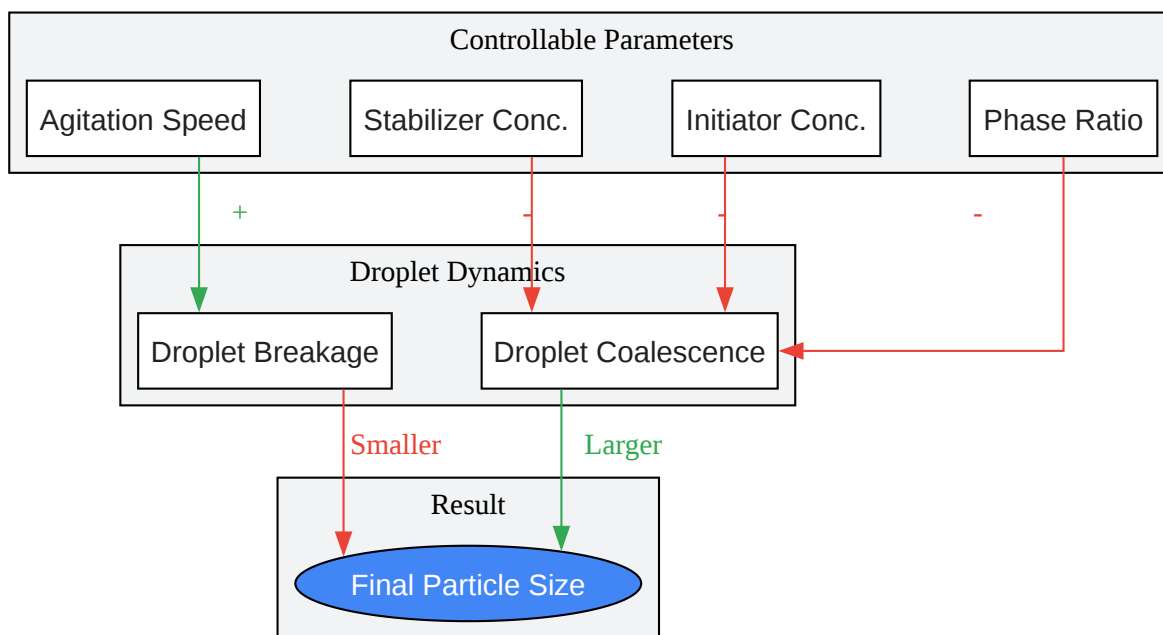 Controllable Parameters
Agitation Speed
Stabilizer Conc.
Initiator Conc.
Phase Ratio
+
-
-
-
Droplet Dynamics
Droplet Breakage
Droplet Coalescence
Smaller
Larger
Result
Final Particle Size